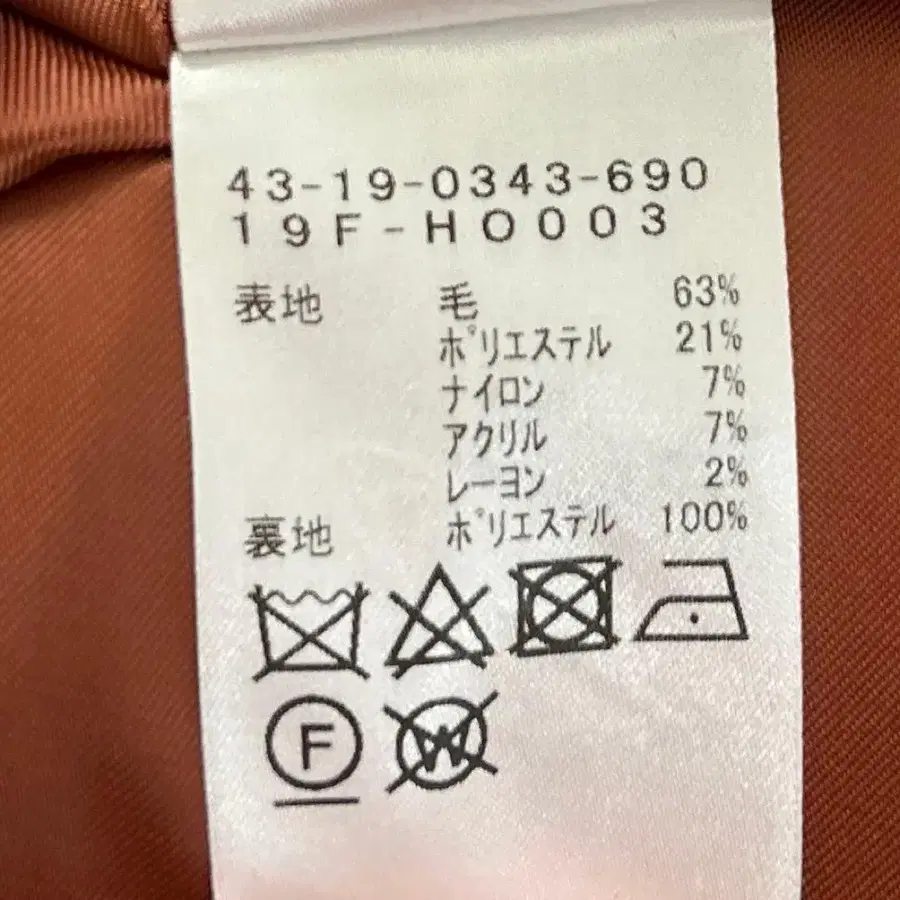 43-19-0343-690
19F-HO003
表地 毛 63%
ポリエステル 21%
ナイロン 7%
アクリル 7%
レーヨン 2%
裏地 ポリエステル 100%
F W